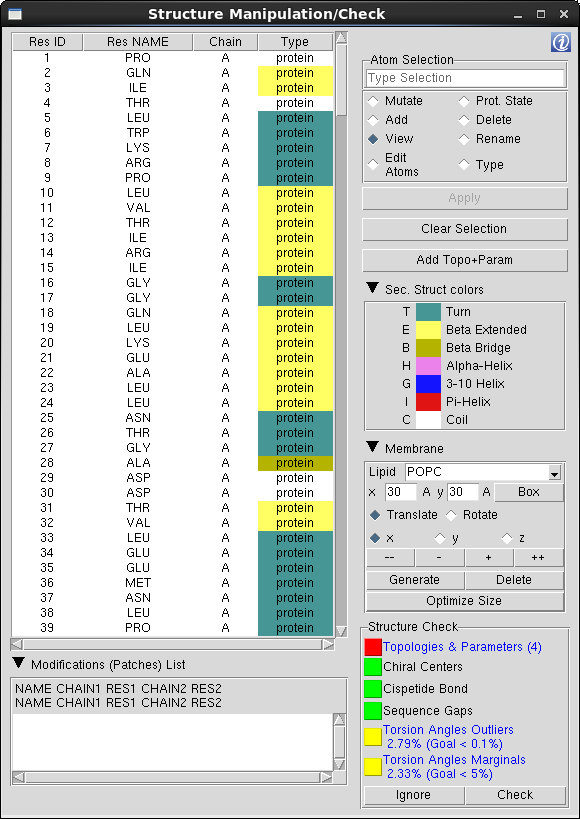 Structure Manipulation/Check
Res ID Res NAME Chain Type
1 PRO A protein
2 GLN A protein
3 ILE A protein
4 THR A protein
5 LEU A protein
6 TRP A protein
7 LYS A protein
8 ARG A protein
9 PRO A protein
10 LEU A protein
11 VAL A protein
12 THR A protein
13 ILE A protein
14 ARG A protein
15 ILE A protein
16 GLY A protein
17 GLY A protein
18 GLN A protein
19 LEU A protein
20 LYS A protein
21 GLU A protein
22 ALA A protein
23 LEU A protein
24 LEU A protein
25 ASN A protein
26 THR A protein
27 GLY A protein
28 ALA A protein
29 ASP A protein
30 ASP A protein
31 THR A protein
32 VAL A protein
33 LEU A protein
34 GLU A protein
35 GLU A protein
36 MET A protein
37 ASN A protein
38 LEU A protein
39 PRO A protein
Modifications (Patches) List
NAME CHAIN1 RES1 CHAIN2 RES2
NAME CHAIN1 RES1 CHAIN2 RES2
i
Atom Selection
Type Selection
Mutate Prot. State
Add Delete
View Rename
Edit
Atoms Type
Apply
Clear Selection
Add Topo+Param
Sec. Struct colors
T Turn
E Beta Extended
B Beta Bridge
H Alpha-Helix
G 3-10 Helix
I Pi-Helix
C Coil
Membrane
Lipid POPC
x 30 A y 30 A Box
Translate Rotate
x y z
-- - + ++
Generate Delete
Optimize Size
Structure Check
Topologies & Parameters (4)
Chiral Centers
Cispetide Bond
Sequence Gaps
Torsion Angles Outliers
2.79% (Goal < 0.1%)
Torsion Angles Marginals
2.33% (Goal < 5%)
Ignore Check